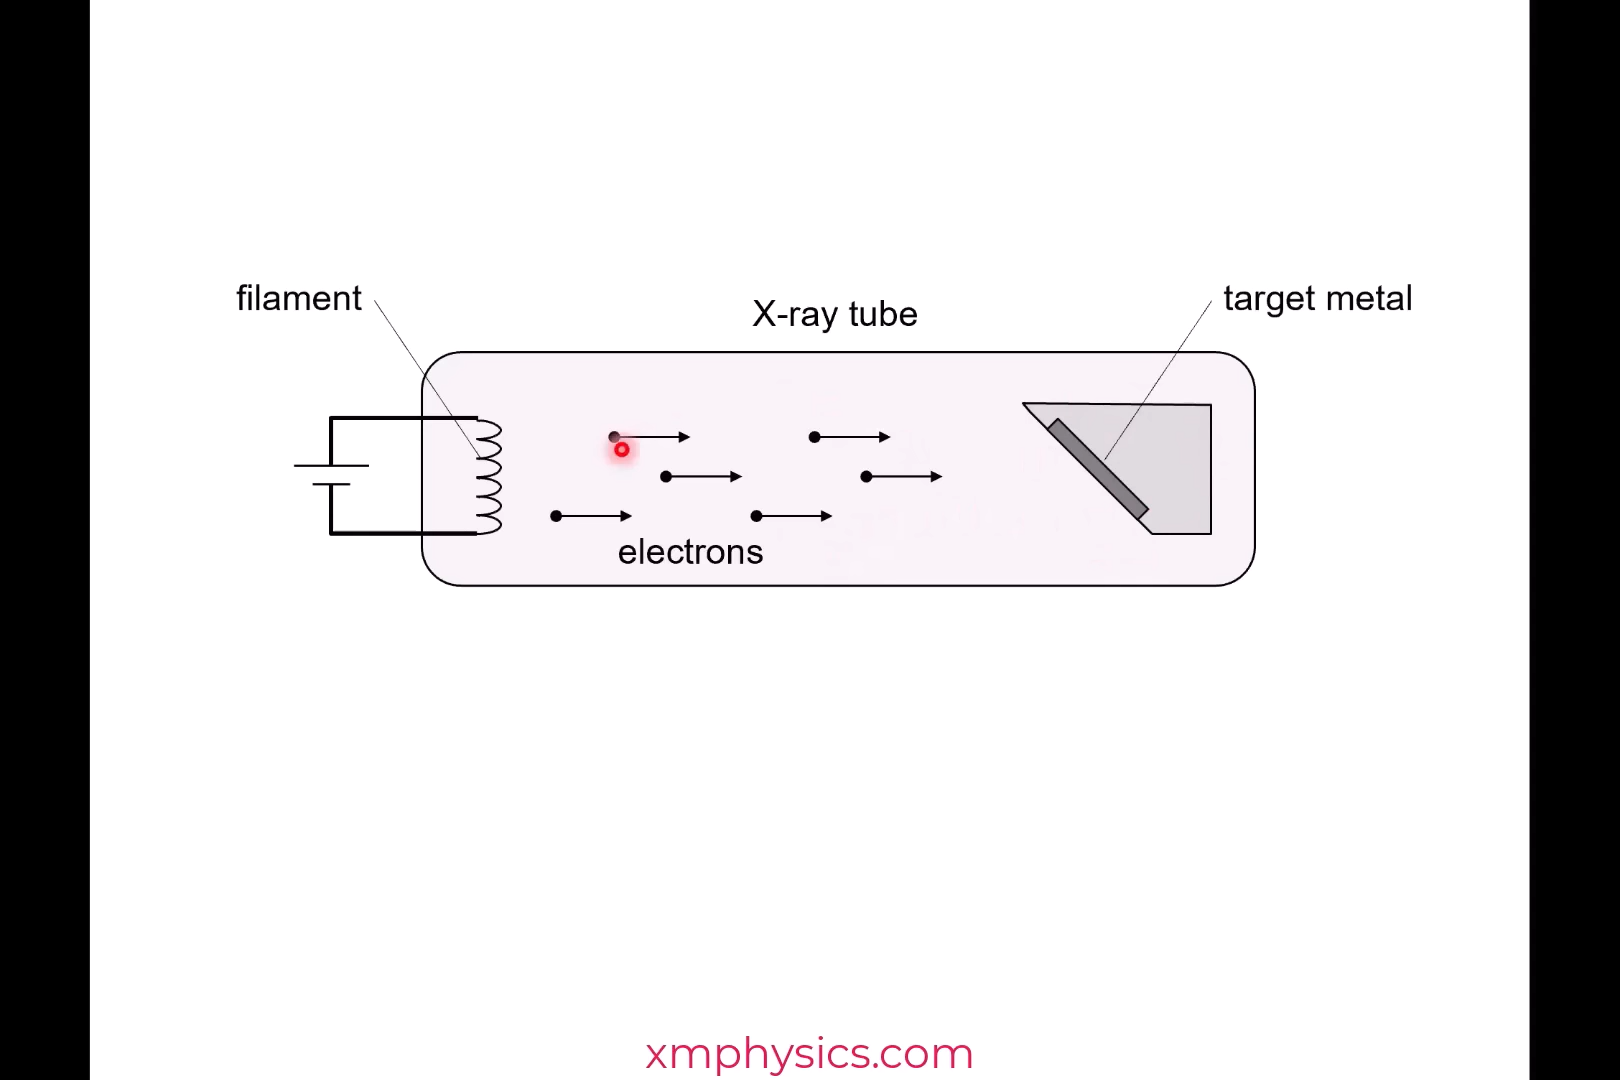 filament
X-ray tube
target metal
electrons
xmphysics.com